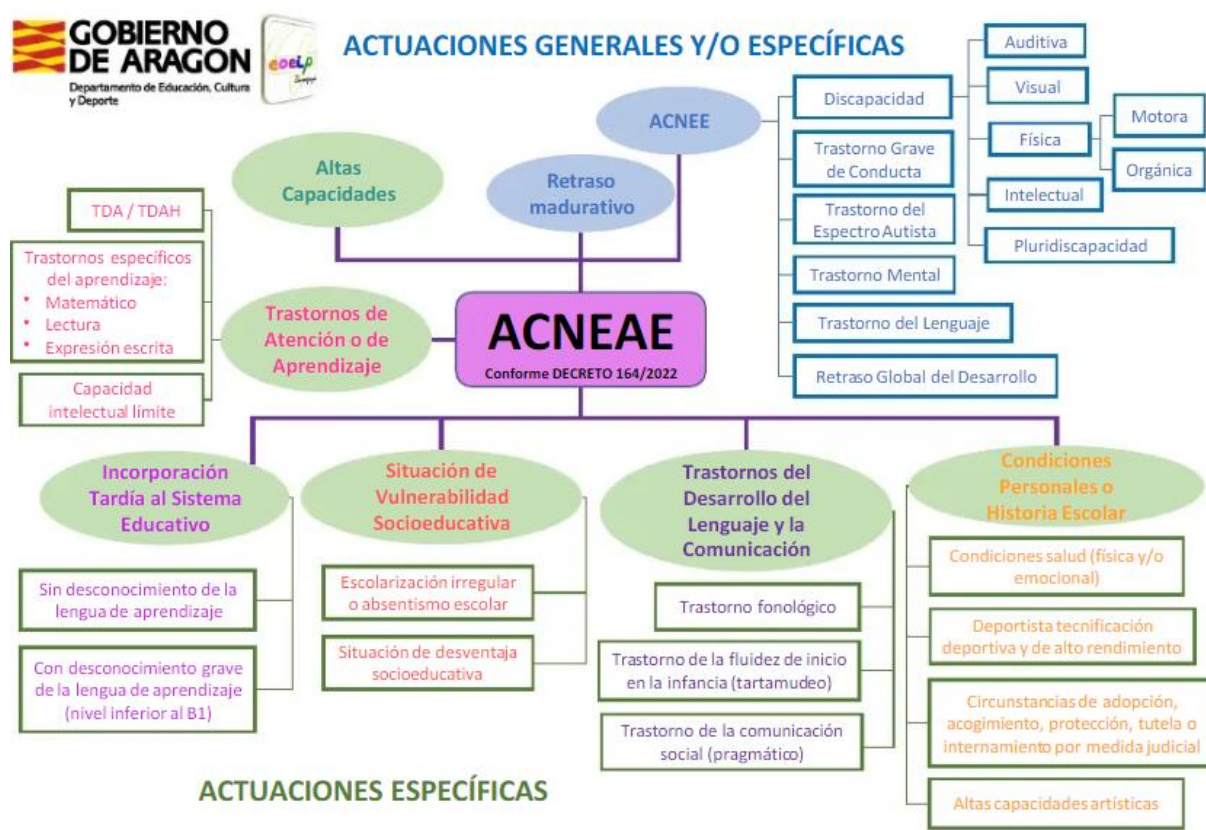 GOBIERNO
DE ARAGON
Departamento de Educación, Cultura
y Deporte
coeip
ACTUACIONES GENERALES Y/O ESPECÍFICAS
ACNEE
Discapacidad
Auditiva
Visual
Física
Motora
Orgánica
Intelectual
Pluridiscapacidad
Trastorno Grave
de Conducta
Trastorno del
Espectro Autista
Trastorno Mental
Trastorno del Lenguaje
Retraso Global del Desarrollo
Retraso
madurativo
Altas
Capacidades
Trastornos de
Atención o de
Aprendizaje
TDA / TDAH
Trastornos específicos
del aprendizaje:
• Matemático
• Lectura
• Expresión escrita
Capacidad
intelectual límite
ACNEAE
Conforme DECRETO 164/2022
Incorporación
Tardía al Sistema
Educativo
Sin desconocimiento de la
lengua de aprendizaje
Con desconocimiento grave
de la lengua de aprendizaje
(nivel inferior al B1)
Situación de
Vulnerabilidad
Socioeducativa
Escolarización irregular
o absentismo escolar
Situación de desventaja
socioeducativa
Trastornos del
Desarrollo del
Lenguaje y la
Comunicación
Trastorno fonológico
Trastorno de la fluidez de inicio
en la infancia (tartamudeo)
Trastorno de la comunicación
social (pragmático)
Condiciones
Personales o
Historia Escolar
Condiciones salud (física y/o
emocional)
Deportista tecnificación
deportiva y de alto rendimiento
Circunstancias de adopción,
acogimiento, protección, tutela o
internamiento por medida judicial
Altas capacidades artísticas
ACTUACIONES ESPECÍFICAS